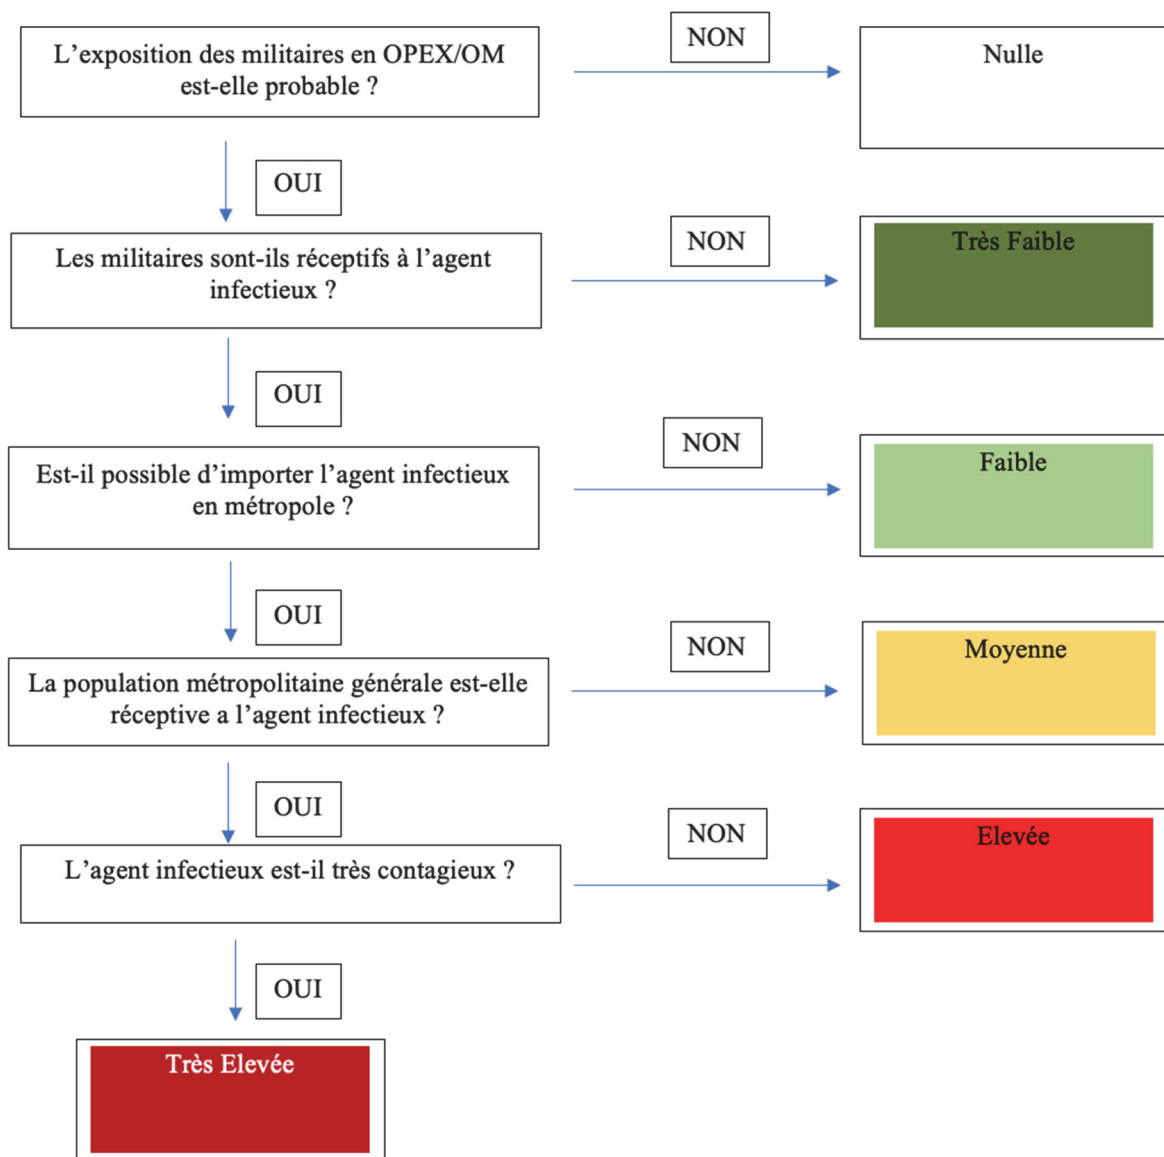 L'exposition des militaires en OPEX/OM
est-elle probable ?
NON
Nulle
OUI
Les militaires sont-ils réceptifs à l'agent
infectieux ?
NON
Très Faible
OUI
Est-il possible d'importer l'agent infectieux
en métropole ?
NON
Faible
OUI
La population métropolitaine générale est-elle
réceptive a l'agent infectieux ?
NON
Moyenne
OUI
L'agent infectieux est-il très contagieux ?
NON
Elevée
OUI
Très Elevée